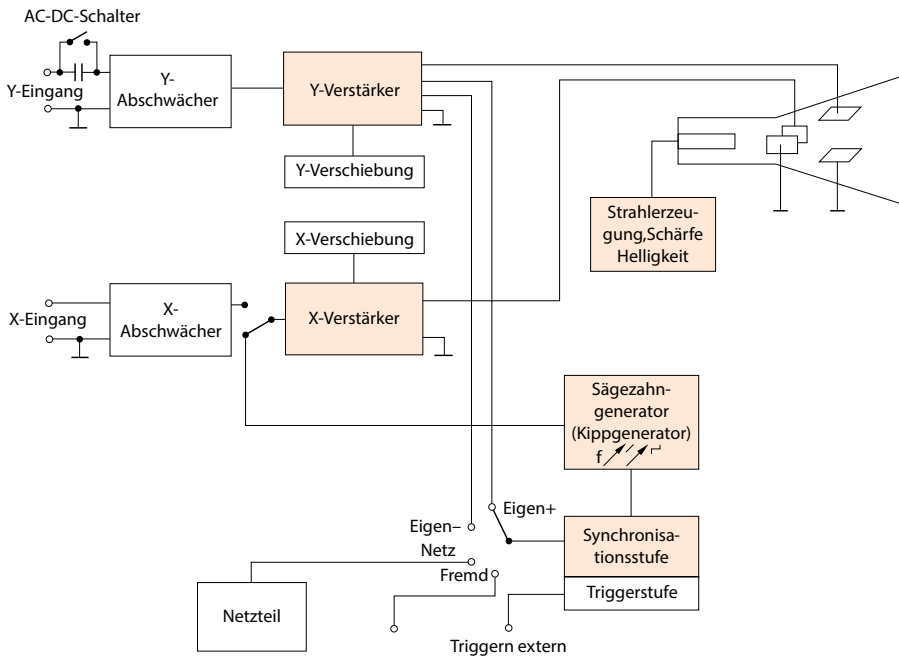 AC-DC-Schalter
Y-Eingang
Y-
Abschwächer
Y-Verstärker
Y-Verschiebung
Strahlerzeu-
gung,Schärfe
Helligkeit
X-Verschiebung
X-Eingang
X-
Abschwächer
X-Verstärker
Sägezahn-
generator
(Kippgenerator)
f
Eigen+
Eigen–
Netz
Fremd
Synchronisa-
tionsstufe
Triggerstufe
Netzteil
Triggern extern